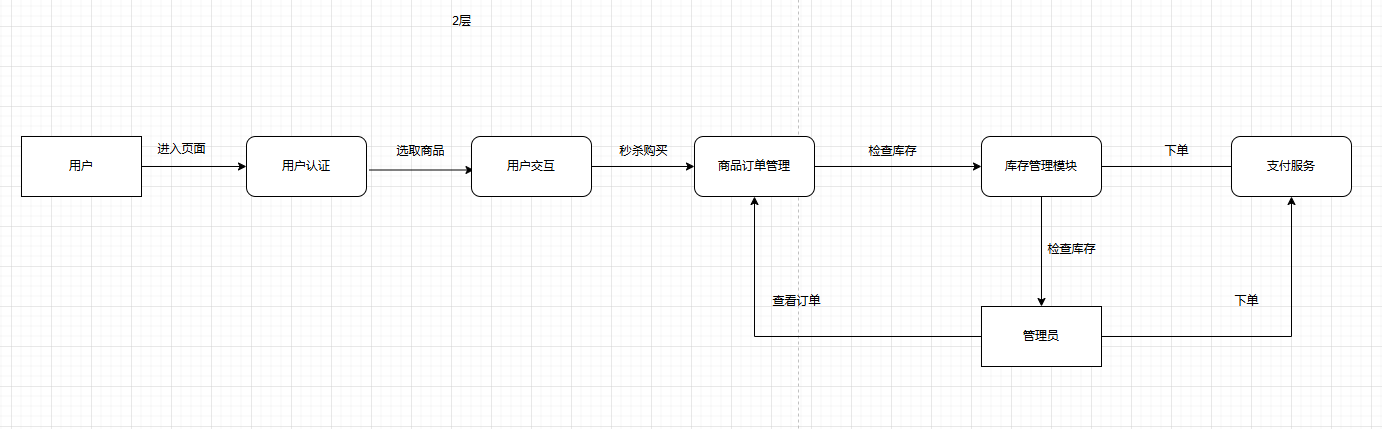 2层
进入页面
选取商品
秒杀购买
检查库存
下单
用户
用户认证
用户交互
商品订单管理
库存管理模块
支付服务
检查库存
查看订单
下单
管理员